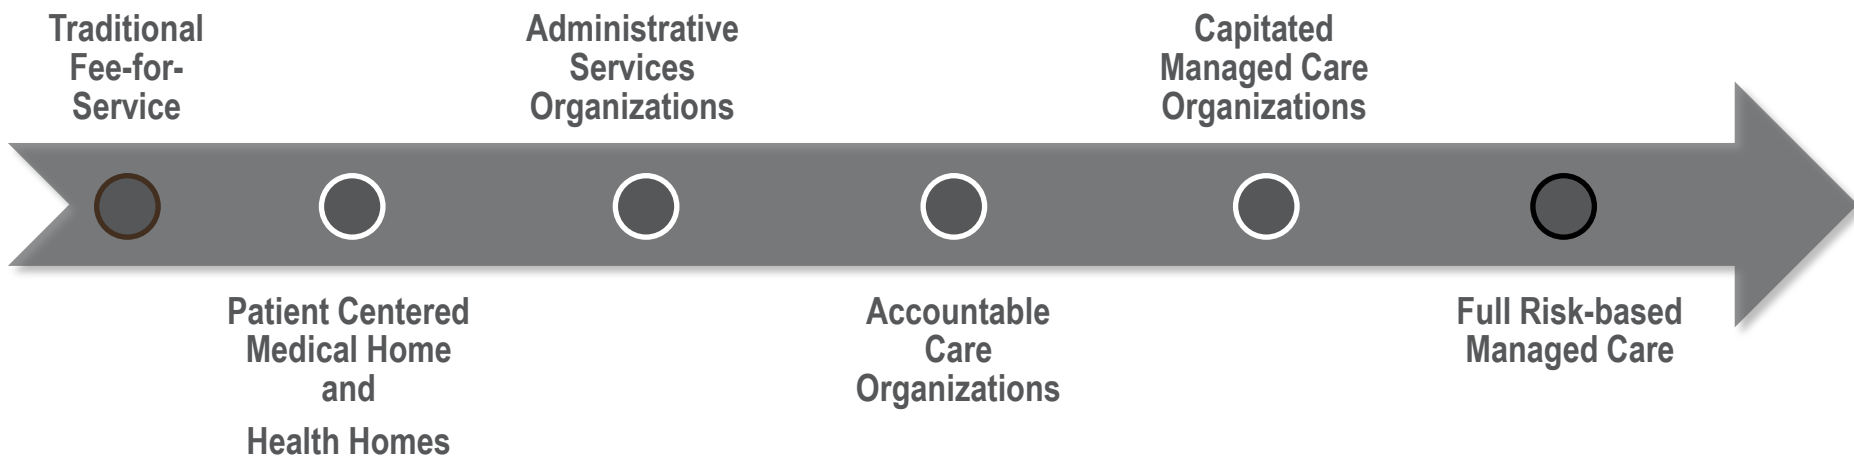 Traditional
Fee-for-
Service
Administrative
Services
Organizations
Capitated
Managed Care
Organizations
Patient Centered
Medical Home
and
Health Homes
Accountable
Care
Organizations
Full Risk-based
Managed Care